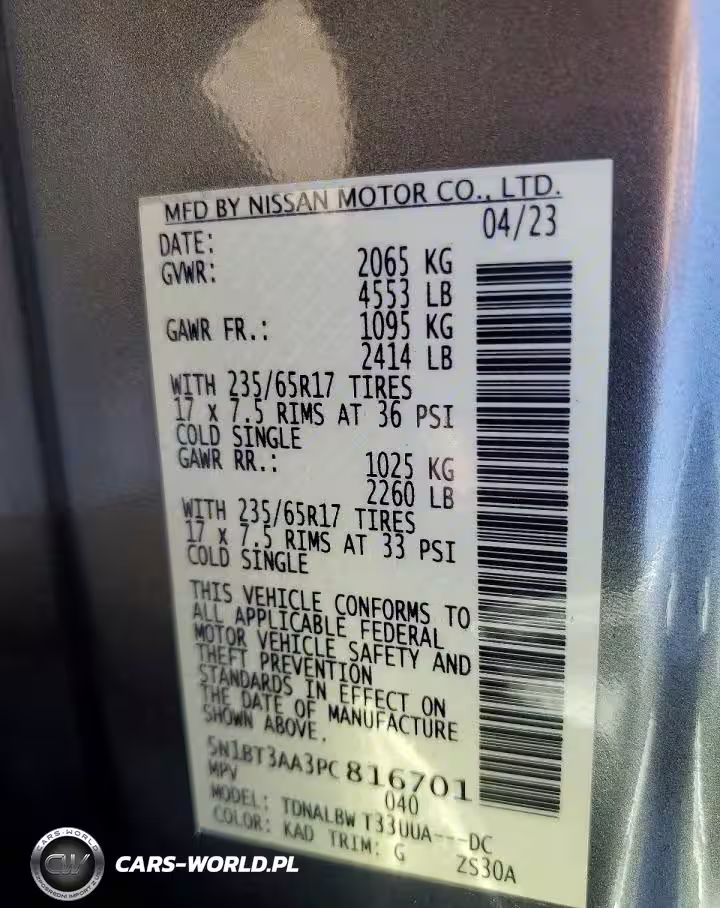 MFD BY NISSAN MOTOR CO., LTD.
DATE: 04/23
GVWR: 2065 KG
4553 LB
GAWR FR.: 1095 KG
2414 LB
WITH 235/65R17 TIRES
17 x 7.5 RIMS AT 36 PSI
COLD SINGLE
GAWR RR.: 1025 KG
2260 LB
WITH 235/65R17 TIRES
17 x 7.5 RIMS AT 33 PSI
COLD SINGLE
THIS VEHICLE CONFORMS TO
ALL APPLICABLE FEDERAL
MOTOR VEHICLE SAFETY AND
THEFT PREVENTION
STANDARDS IN EFFECT ON
THE DATE OF MANUFACTURE
SHOWN ABOVE.
5N1BT3AA3PC816701
MPV 040
MODEL: TDNALBW T33UUA---DC
COLOR: KAD TRIM: G ZS30A
CARS-WORLD
CW
CARS-WORLD.PL